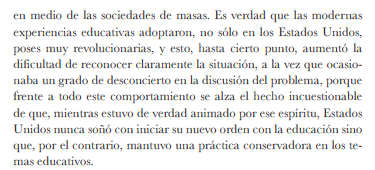 en medio de las sociedades de masas. Es verdad que las modernas
experiencias educativas adoptaron, no sólo en los Estados Unidos,
poses muy revolucionarias, y esto, hasta cierto punto, aumentó la
dificultad de reconocer claramente la situación, a la vez que ocasio-
naba un grado de desconcierto en la discusión del problema, porque
frente a todo este comportamiento se alza el hecho incuestionable
de que, mientras estuvo de verdad animado por ese espíritu, Estados
Unidos nunca soñó con iniciar su nuevo orden con la educación sino
que, por el contrario, mantuvo una práctica conservadora en los te-
mas educativos.